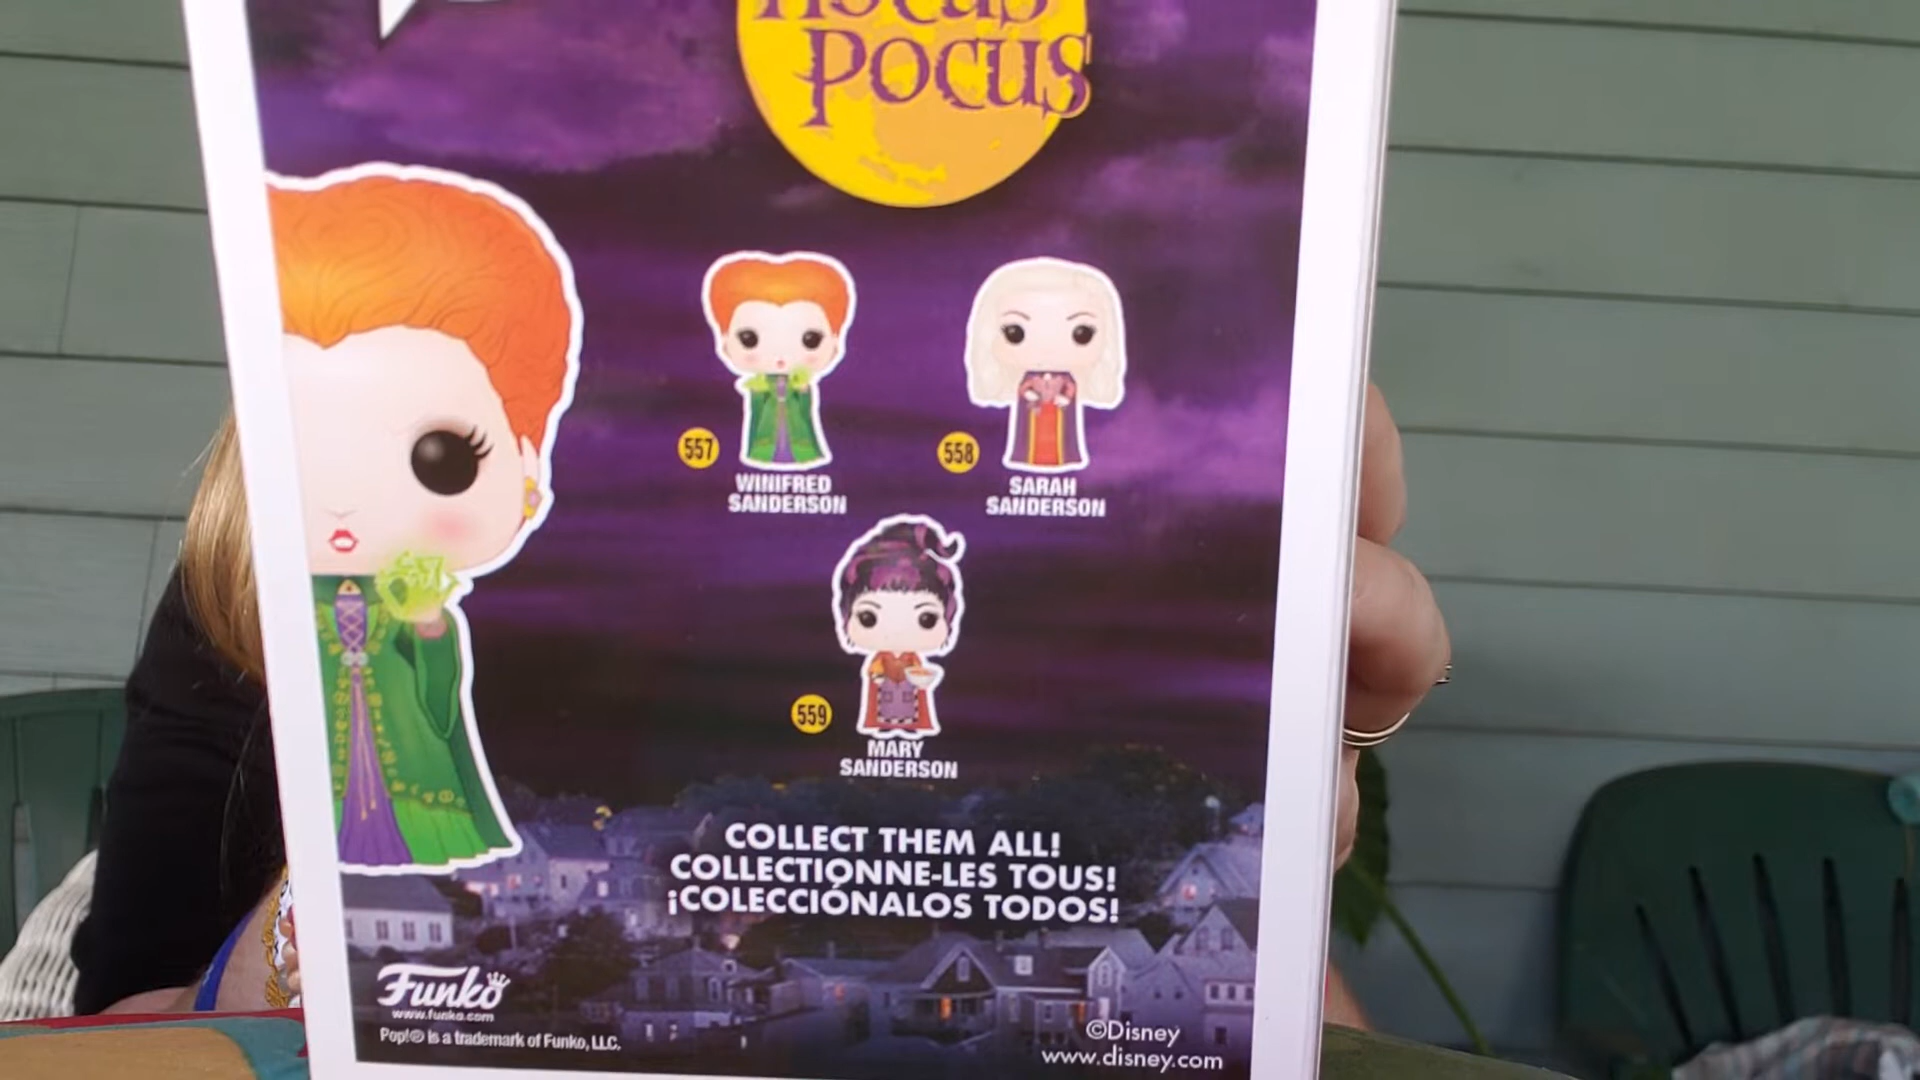 HOCUS
POCUS
557
WINIFRED
SANDERSON
558
SARAH
SANDERSON
559
MARY
SANDERSON
COLLECT THEM ALL!
COLLECTIONNE-LES TOUS!
¡COLECCIÓNALOS TODOS!
Funko
www.funko.com
Pop!® is a trademark of Funko, LLC.
©Disney
www.disney.com